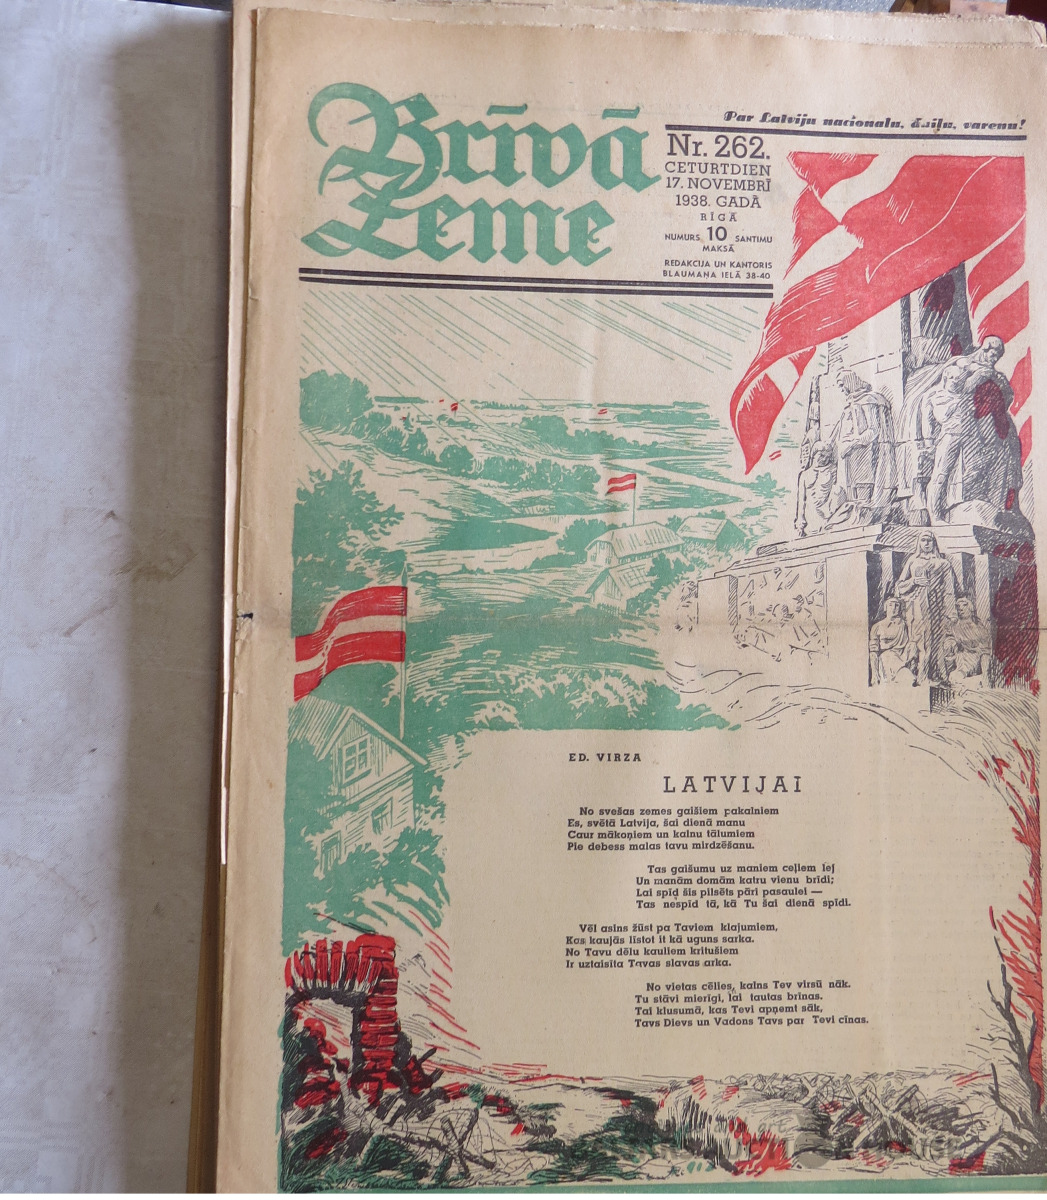 Brīvā
Zeme
Par Latviju nacionalu, daiļu, varenu!
Nr. 262.
CETURTDIEN
17. NOVEMBRĪ
1938. GADĀ
RĪGĀ
NUMURS 10 SANTIMU
MAKSĀ
REDAKCIJA UN KANTORIS
BLAUMAŅA IELĀ 38-40
ED. VIRZA
LATVIJAI
No svešas zemes gaišiem pakalniem
Es, svētā Latvija, šai dienā manu
Caur mākoņiem un kalnu tālumiem
Pie debess malas tavu mirdzēšanu.
Tas gaišumu uz maniem ceļiem lej
Un manām domām katru vienu brīdi;
Lai spīd šis pilsēts pāri pasaulei —
Tas nespīd tā, kā Tu šai dienā spīdi.
Vēl asins žūst pa Taviem klajumiem,
Kas kaujās līstot it kā uguns sarka.
No Tavu dēlu kauliem kritušiem
Ir uztaisīta Tavas slavas arka.
No vietas cēlies, kalns Tev virsū nāk.
Tu stāvi mierīgi, lai tautas brīnas.
Tai klusumā, kas Tevi apņemt sāk,
Tavs Dievs un Vadons Tavs par Tevi cīnas.